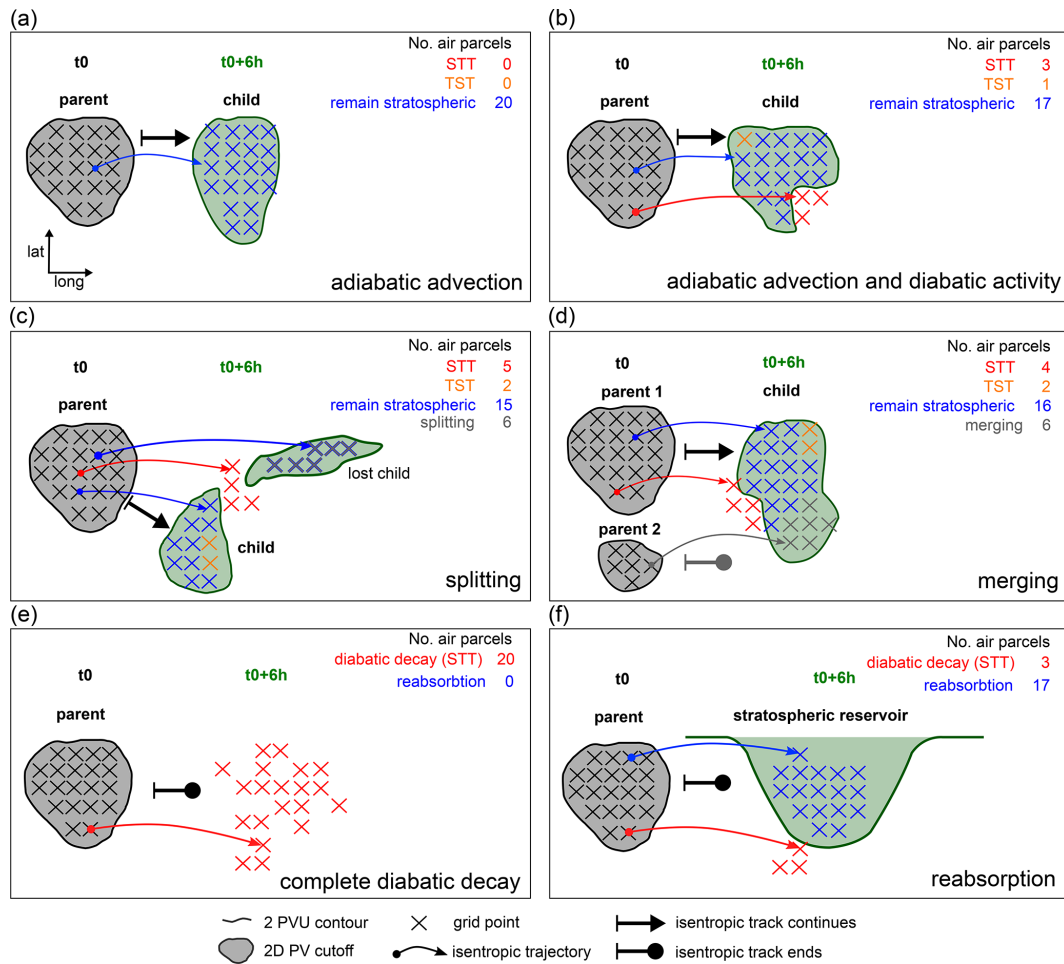 (a)
No. air parcels
t0 t0+6h STT 0
TST 0
parent child remain stratospheric 20
lat
long
adiabatic advection
(b)
No. air parcels
t0 t0+6h STT 3
TST 1
parent child remain stratospheric 17
adiabatic advection and diabatic activity
(c)
No. air parcels
t0 t0+6h STT 5
TST 2
parent remain stratospheric 15
splitting 6
lost child
child
splitting
(d)
No. air parcels
t0 t0+6h STT 4
TST 2
parent 1 child remain stratospheric 16
merging 6
parent 2
merging
(e)
No. air parcels
diabatic decay (STT) 20
t0 t0+6h reabsorbtion 0
parent
complete diabatic decay
(f)
No. air parcels
diabatic decay (STT) 3
t0 t0+6h reabsorbtion 17
parent stratospheric reservoir
reabsorption
2 PVU contour grid point isentropic track continues
2D PV cutoff isentropic trajectory isentropic track ends